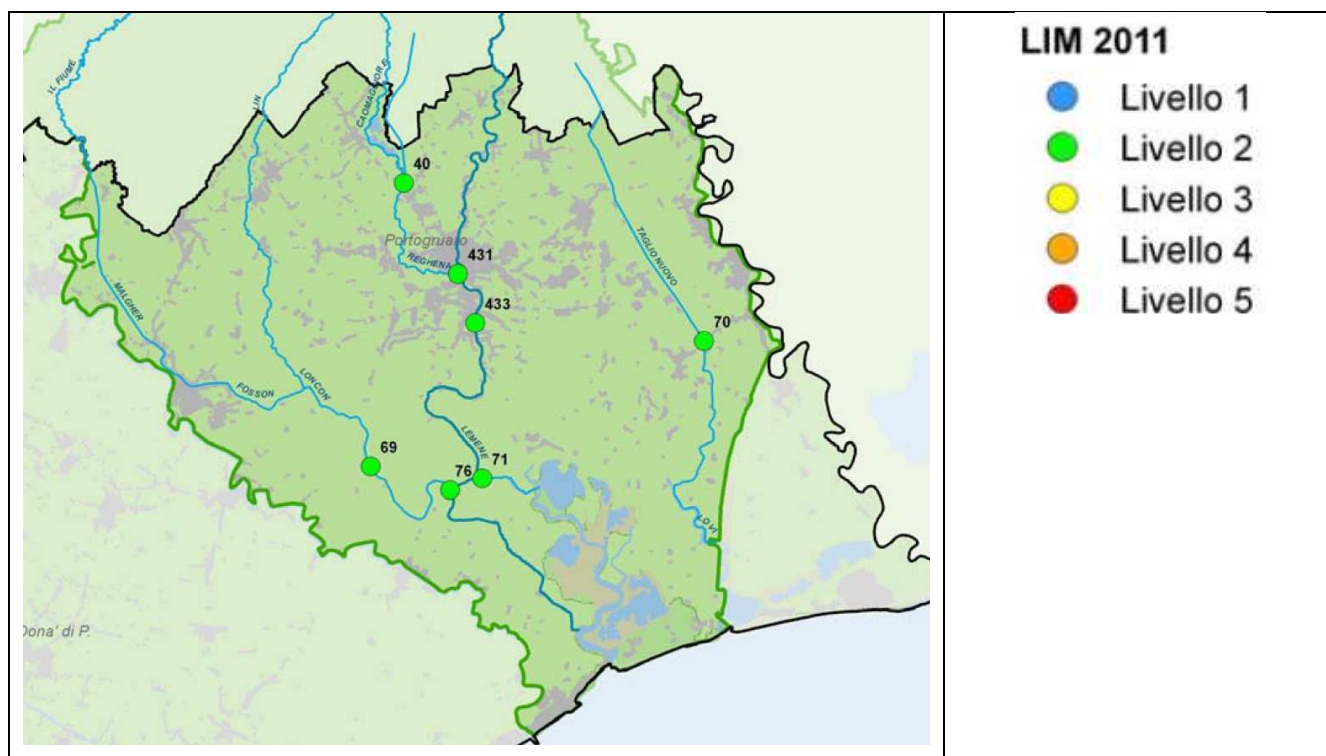 IL FIUME
LIN
CAOMAGGIORE
40
Portogruaro
REGHENA
431
433
TAGLIO NUOVO
70
MALGHER
FOSSON
LONCON
69
LEMENE
76
71
LOVI
Dona' di P.
LIM 2011
Livello 1
Livello 2
Livello 3
Livello 4
Livello 5